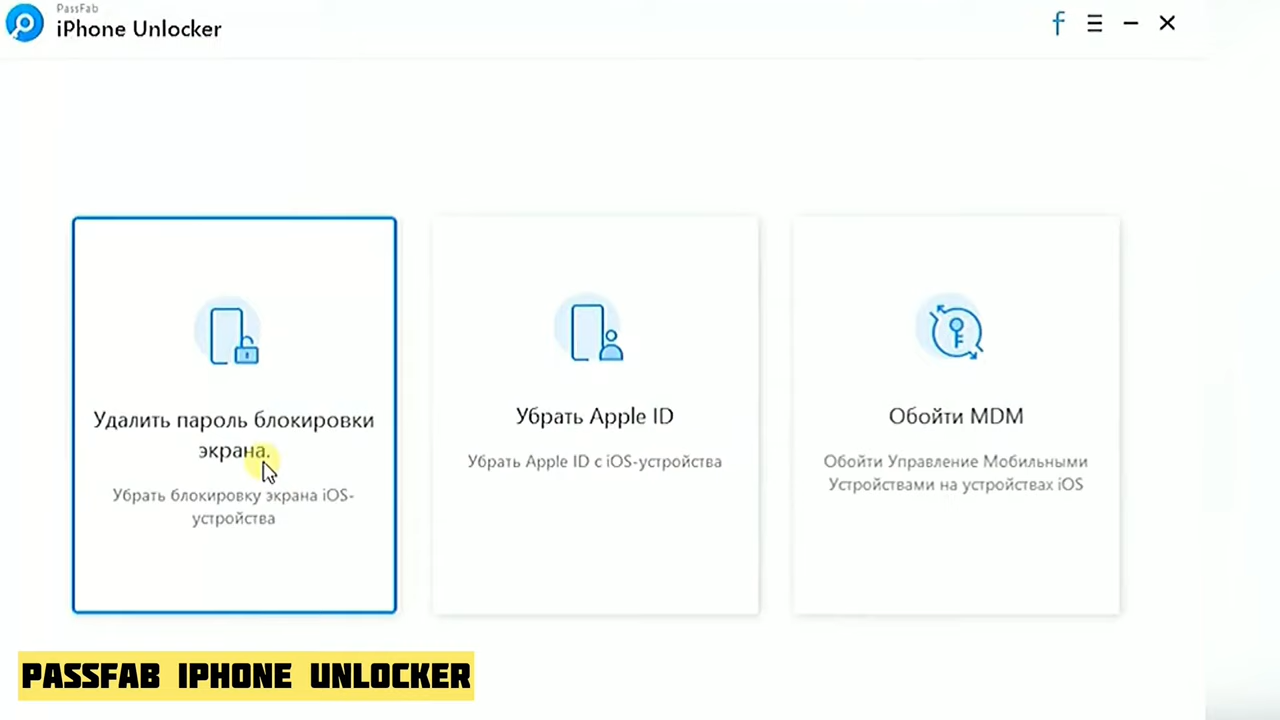 PassFab
iPhone Unlocker
Удалить пароль блокировки
экрана.
Убрать блокировку экрана iOS-
устройства
Убрать Apple ID
Убрать Apple ID с iOS-устройства
Обойти MDM
Обойти Управление Мобильными
Устройствами на устройствах iOS
PASSFAB IPHONE UNLOCKER